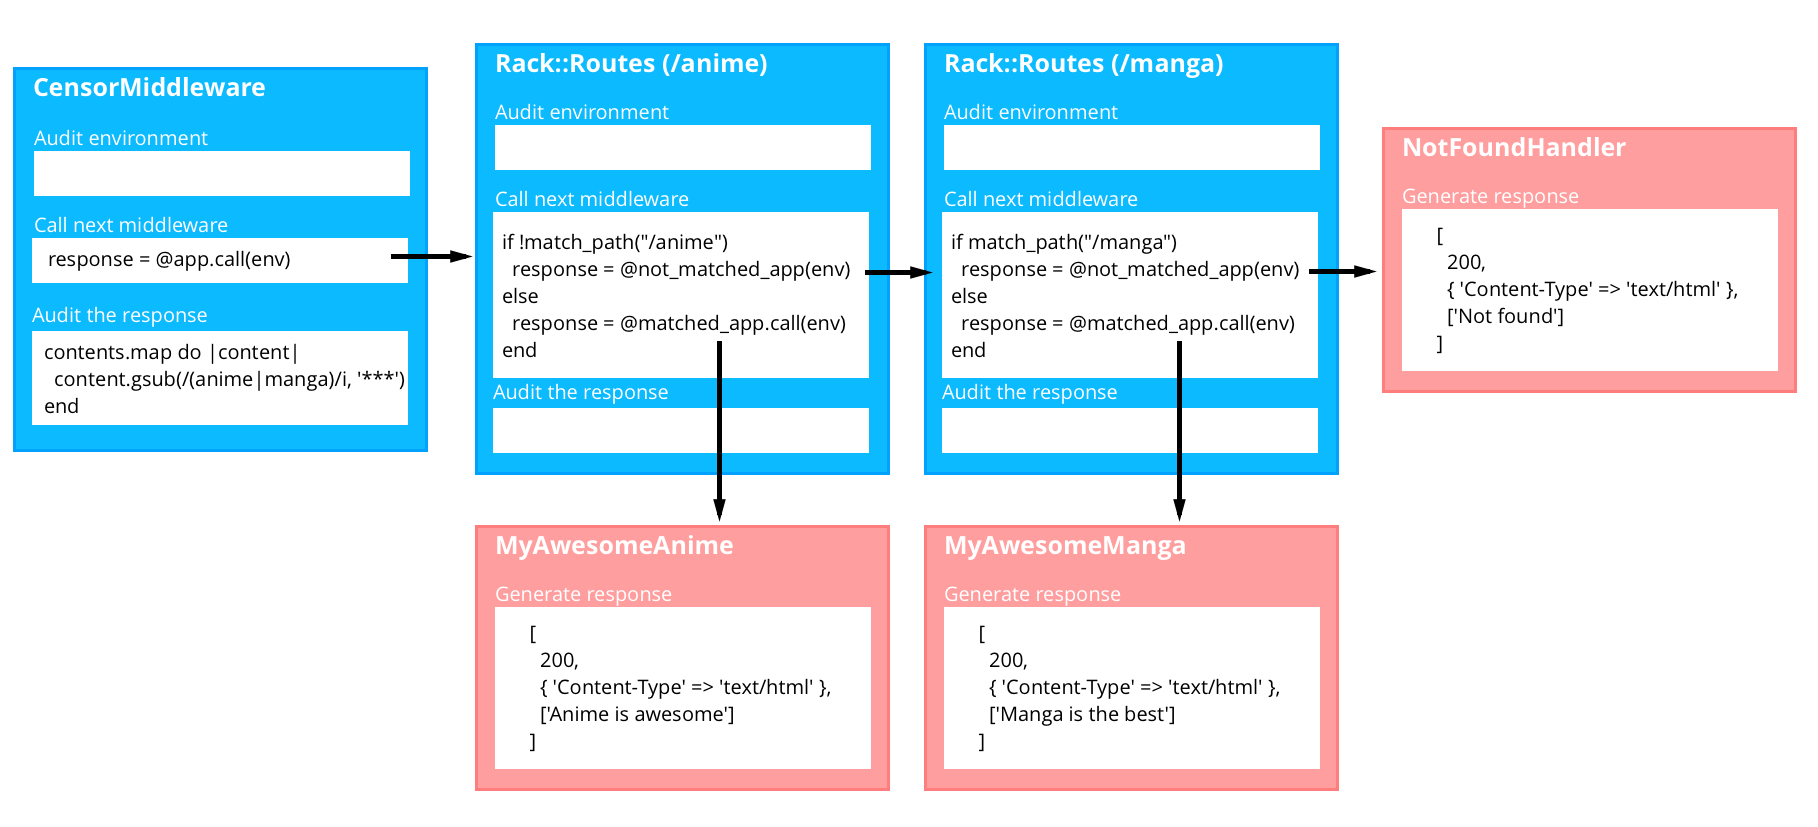 CensorMiddleware
Audit environment
Call next middleware
response = @app.call(env)
Audit the response
contents.map do |content|
content.gsub(/(anime|manga)/i, '***')
end
Rack::Routes (/anime)
Audit environment
Call next middleware
if !match_path("/anime")
response = @not_matched_app(env)
else
response = @matched_app.call(env)
end
Audit the response
Rack::Routes (/manga)
Audit environment
Call next middleware
if match_path("/manga")
response = @not_matched_app(env)
else
response = @matched_app.call(env)
end
Audit the response
NotFoundHandler
Generate response
[
200,
{ 'Content-Type' => 'text/html' },
['Not found']
]
MyAwesomeAnime
Generate response
[
200,
{ 'Content-Type' => 'text/html' },
['Anime is awesome']
]
MyAwesomeManga
Generate response
[
200,
{ 'Content-Type' => 'text/html' },
['Manga is the best']
]